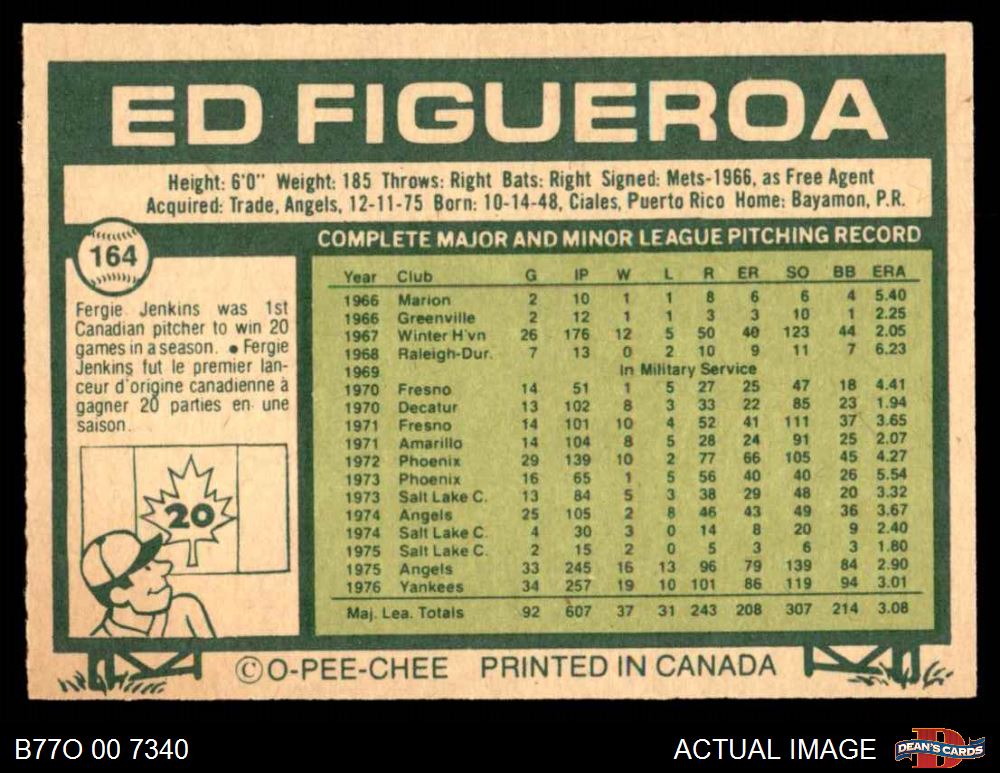 ED FIGUEROA
Height: 6'0" Weight: 185 Throws: Right Bats: Right Signed: Mets-1966, as Free Agent
Acquired: Trade, Angels, 12-11-75 Born: 10-14-48, Ciales, Puerto Rico Home: Bayamon, P.R.
164
Fergie Jenkins was 1st
Canadian pitcher to win 20
games in a season. ● Fergie
Jenkins fut le premier lan-
ceur d'origine canadienne à
gagner 20 parties en une
saison.
20
COMPLETE MAJOR AND MINOR LEAGUE PITCHING RECORD
Year Club G IP W L R ER SO BB ERA
1966 Marion 2 10 1 1 8 6 6 4 5.40
1966 Greenville 2 12 1 1 3 3 10 1 2.25
1967 Winter H'vn 26 176 12 5 50 40 123 44 2.05
1968 Raleigh-Dur. 7 13 0 2 10 9 11 7 6.23
1969 In Military Service
1970 Fresno 14 51 1 5 27 25 47 18 4.41
1970 Decatur 13 102 8 3 33 22 85 23 1.94
1971 Fresno 14 101 10 4 52 41 111 37 3.65
1971 Amarillo 14 104 8 5 28 24 91 25 2.07
1972 Phoenix 29 139 10 2 77 66 105 45 4.27
1973 Phoenix 16 65 1 5 56 40 40 26 5.54
1973 Salt Lake C. 13 84 5 3 38 29 48 20 3.32
1974 Angels 25 105 2 8 46 43 49 36 3.67
1974 Salt Lake C. 4 30 3 0 14 8 20 9 2.40
1975 Salt Lake C. 2 15 2 0 5 3 6 3 1.80
1975 Angels 33 245 16 13 96 79 139 84 2.90
1976 Yankees 34 257 19 10 101 86 119 94 3.01
Maj. Lea. Totals 92 607 37 31 243 208 307 214 3.08
©O-PEE-CHEE PRINTED IN CANADA
B77O 00 7340
ACTUAL IMAGE
D
DEAN'S CARDS